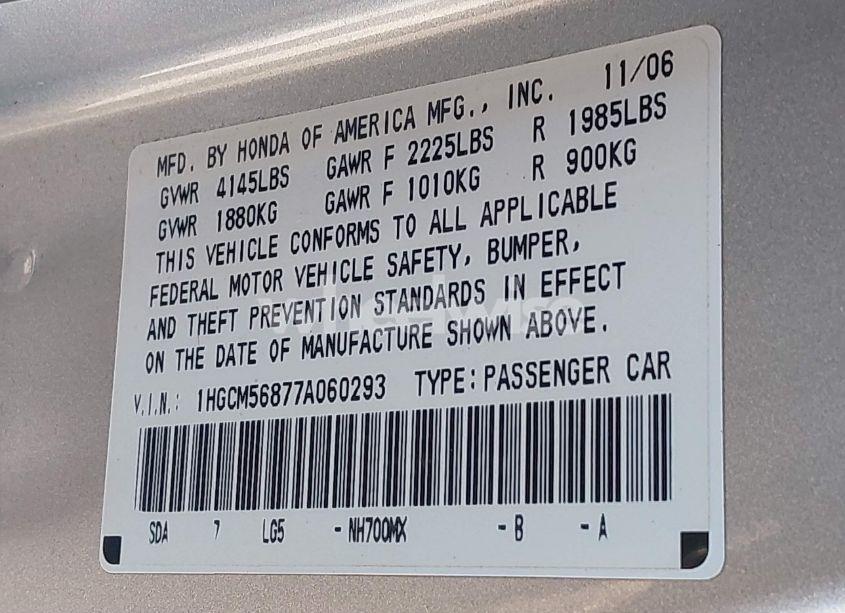 MFD. BY HONDA OF AMERICA MFG., INC. 11/06
GVWR 4145LBS GAWR F 2225LBS R 1985LBS
GVWR 1880KG GAWR F 1010KG R 900KG
THIS VEHICLE CONFORMS TO ALL APPLICABLE
FEDERAL MOTOR VEHICLE SAFETY, BUMPER,
AND THEFT PREVENTION STANDARDS IN EFFECT
ON THE DATE OF MANUFACTURE SHOWN ABOVE.
wheelwise
V.I.N.: 1HGCM56877A060293 TYPE: PASSENGER CAR
SDA 7 LG5 -NH700MX -B -A